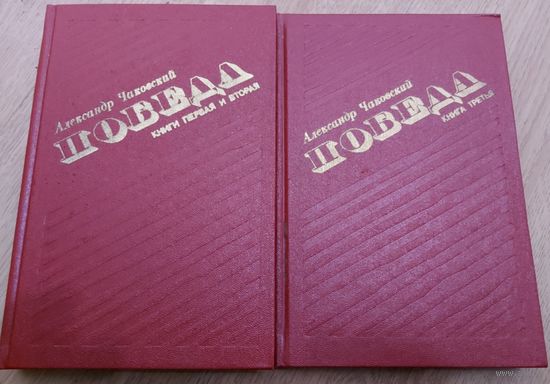 Александр Чаковский
ПОБЕДА
КНИГИ ПЕРВАЯ И ВТОРАЯ
Александр Чаковский
ПОБЕДА
КНИГА ТРЕТЬЯ